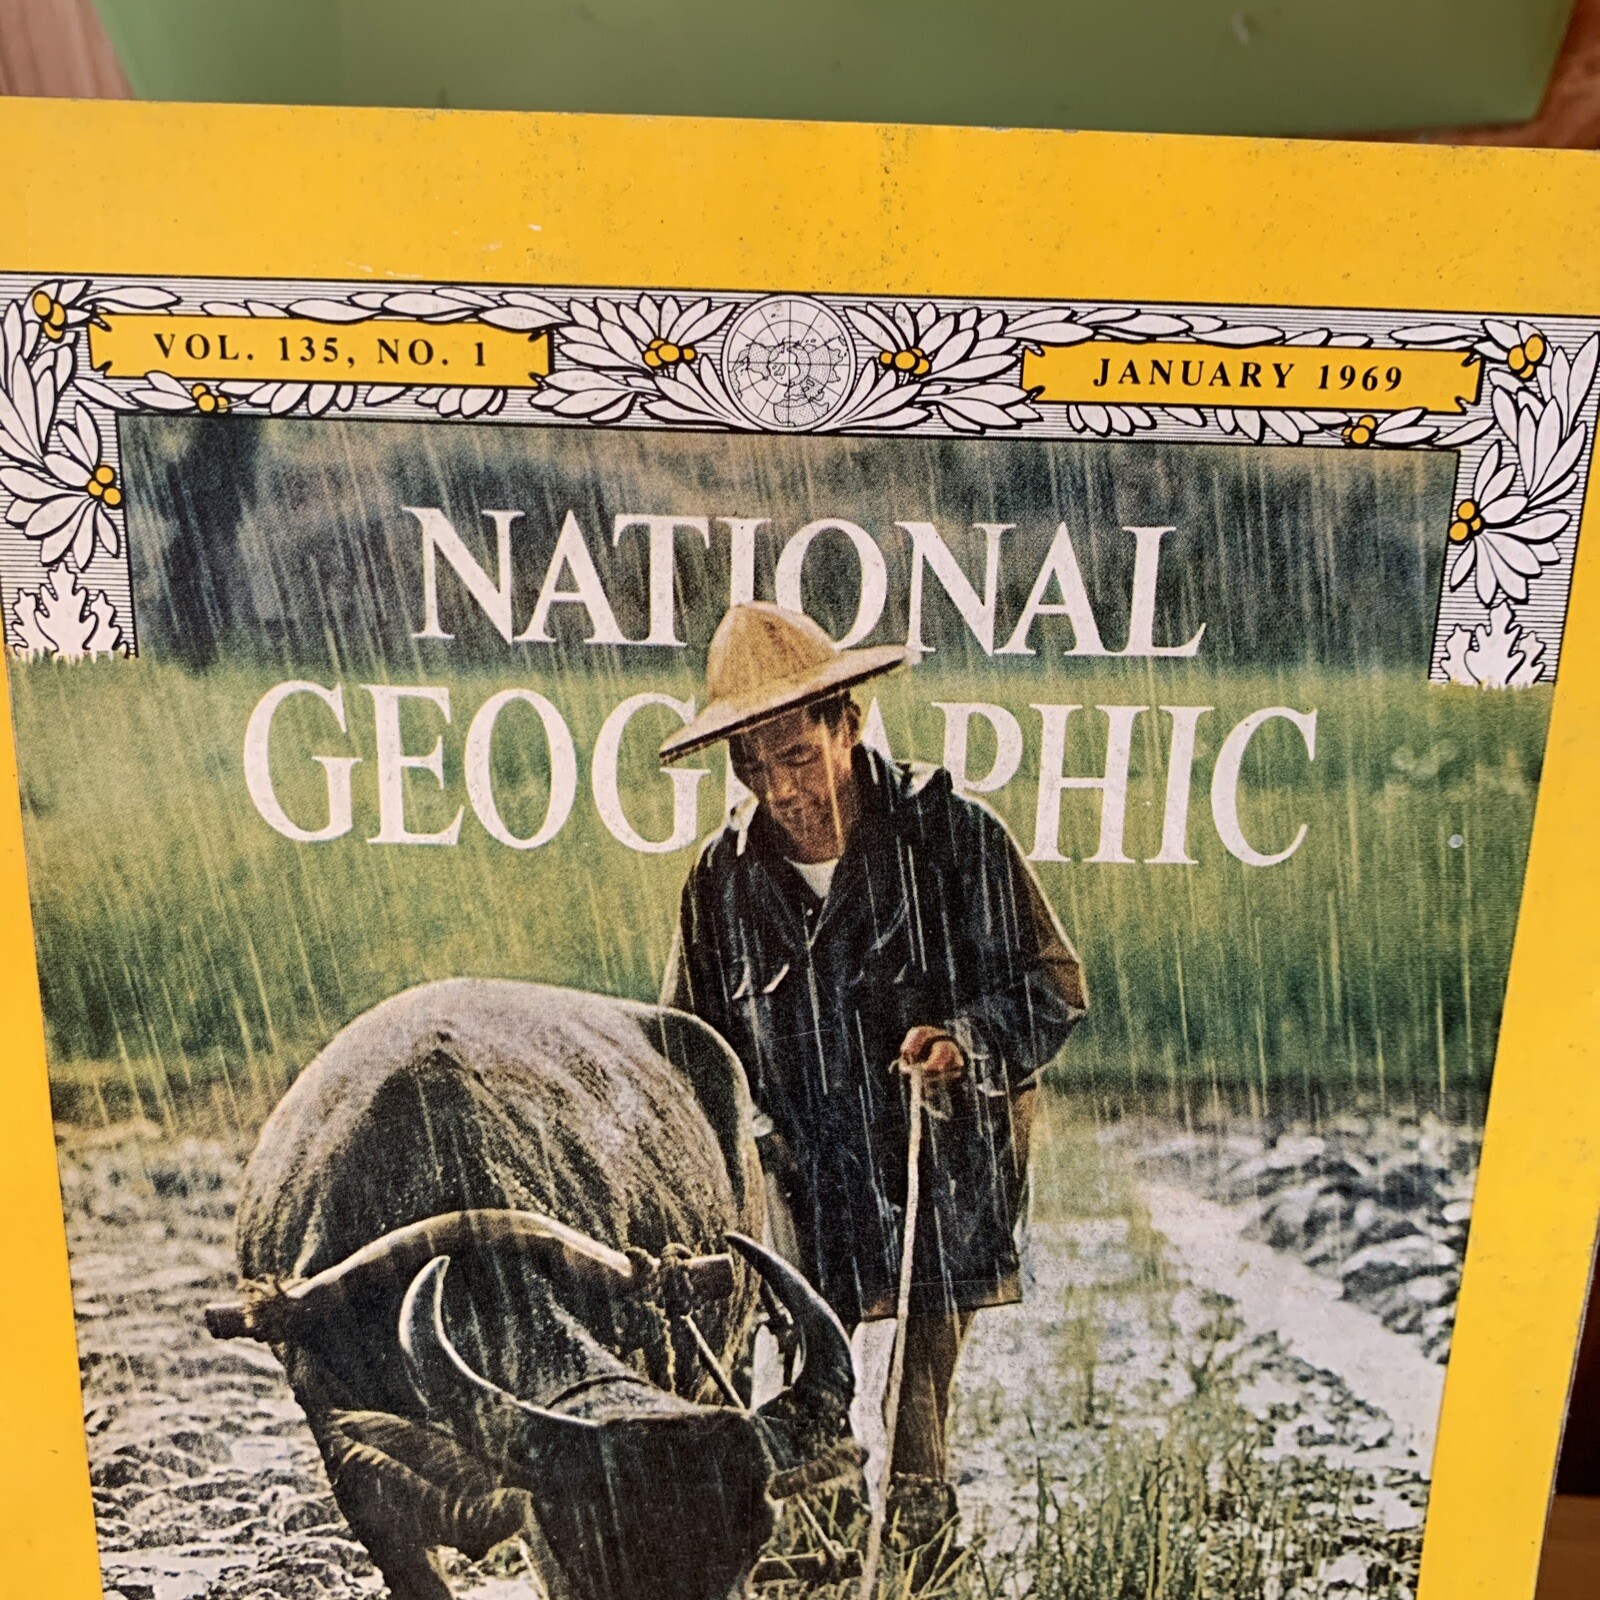 VOL. 135, NO. 1
JANUARY 1969
NATIONAL
GEOGRAPHIC